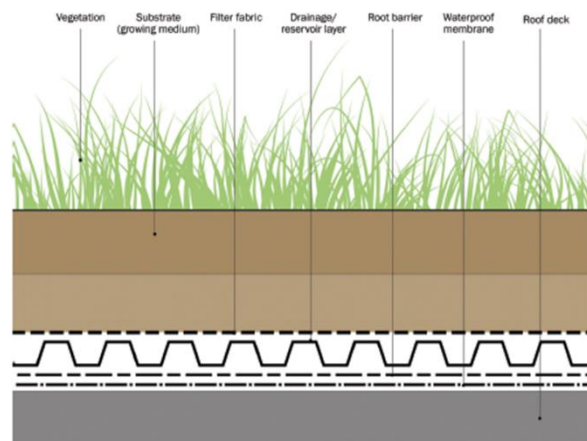 Vegetation
Substrate
(growing medium)
Filter fabric
Drainage/
reservoir layer
Root barrier
Waterproof
membrane
Roof deck